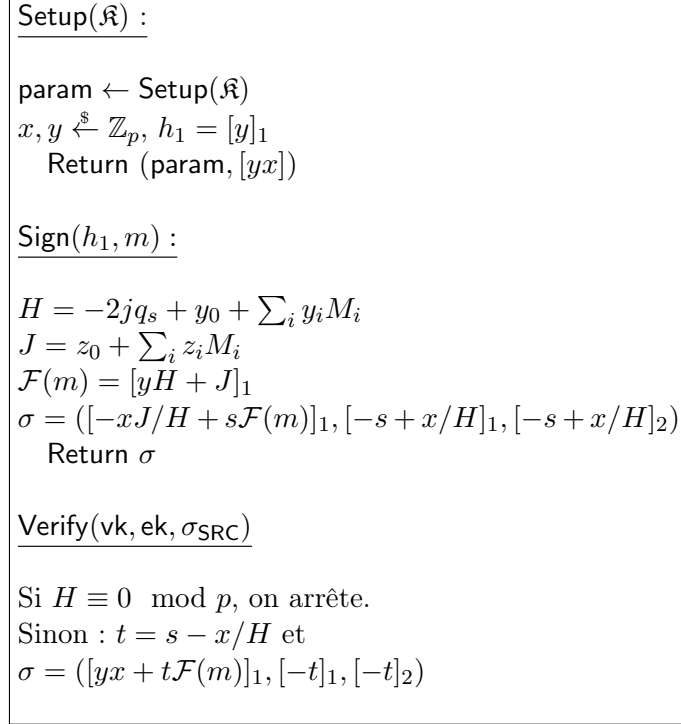 Setup(𝔎) :
param ← Setup(𝔎)
x, y ←$ ℤ_p, h_1 = [y]_1
Return (param, [yx])
Sign(h_1, m) :
H = −2jq_s + y_0 + ∑_i y_i M_i
J = z_0 + ∑_i z_i M_i
ℱ(m) = [yH + J]_1
σ = ([−xJ/H + sℱ(m)]_1, [−s + x/H]_1, [−s + x/H]_2)
Return σ
Verify(vk, ek, σ_SRC)
Si H ≡ 0 mod p, on arrête.
Sinon : t = s − x/H et
σ = ([yx + tℱ(m)]_1, [−t]_1, [−t]_2)